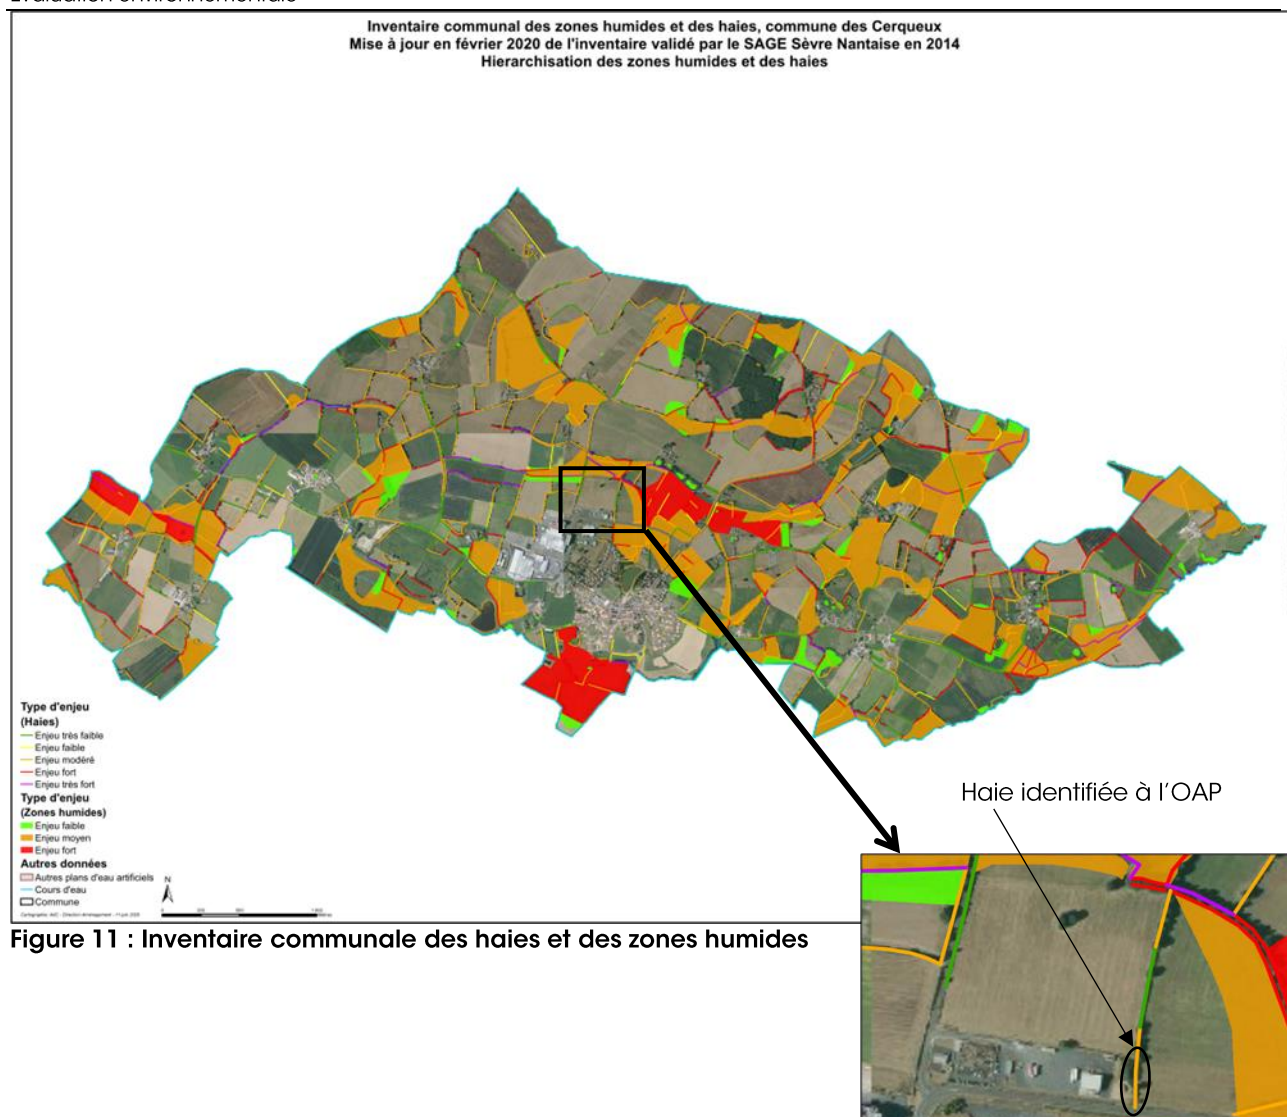 Evaluation environnementale
Inventaire communal des zones humides et des haies, commune des Cerqueux
Mise à jour en février 2020 de l'inventaire validé par le SAGE Sèvre Nantaise en 2014
Hierarchisation des zones humides et des haies
Type d'enjeu
(Haies)
Enjeu très faible
Enjeu faible
Enjeu modéré
Enjeu fort
Enjeu très fort
Type d'enjeu
(Zones humides)
Enjeu faible
Enjeu moyen
Enjeu fort
Autres données
Autres plans d'eau artificiels
Cours d'eau
Commune
N
Haie identifiée à l'OAP
Figure 11 : Inventaire communale des haies et des zones humides